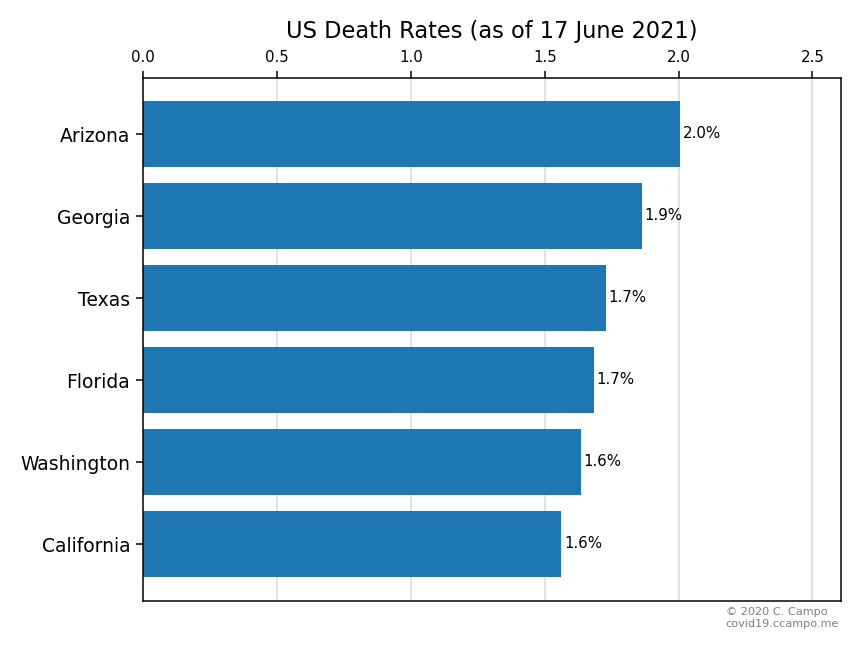 US Death Rates (as of 17 June 2021)
0.0 0.5 1.0 1.5 2.0 2.5
Arizona 2.0%
Georgia 1.9%
Texas 1.7%
Florida 1.7%
Washington 1.6%
California 1.6%
© 2020 C. Campo
covid19.ccampo.me